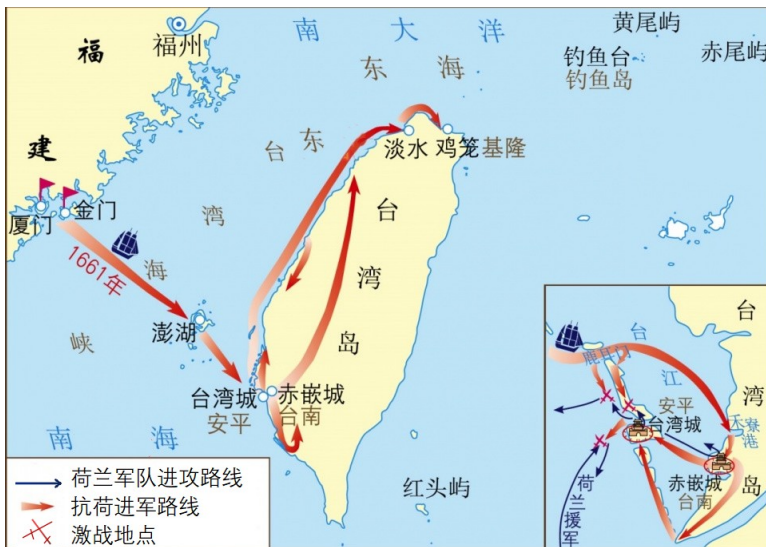 福建
福州
南大洋
东海
黄尾屿
钓鱼台
钓鱼岛
赤尾屿
台湾海峡
东
淡水
鸡笼基隆
厦门
金门
1661年
澎湖
台湾岛
台湾城
安平
赤嵌城
台南
南海
红头屿
荷兰军队进攻路线
抗荷进军路线
激战地点
台江
鹿耳门
安平
台湾城
台湾岛
寮港
赤嵌城
台南
荷兰援军